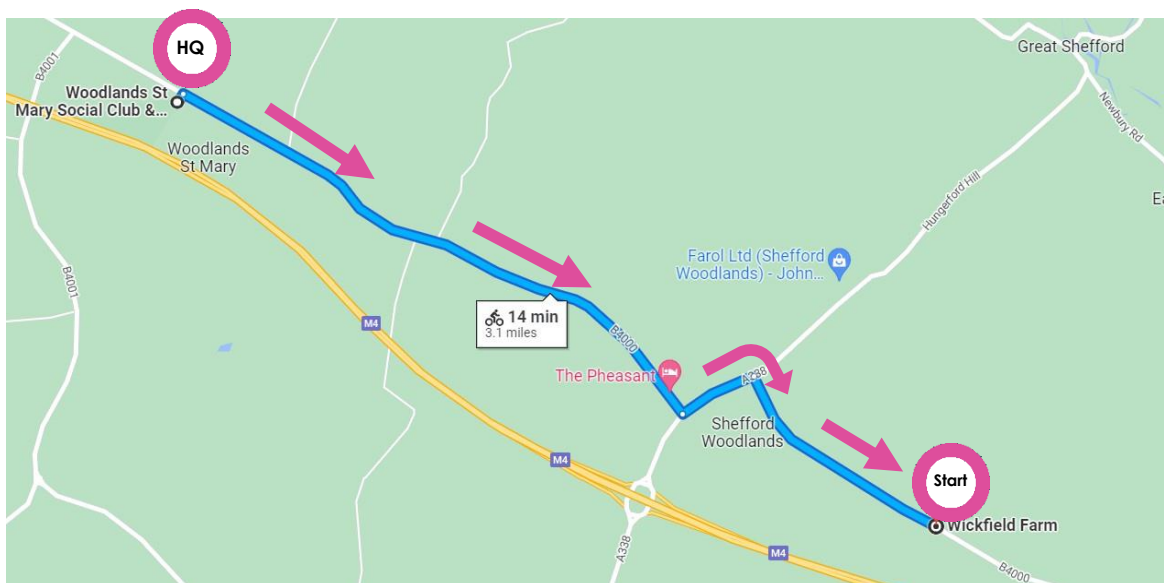 HQ
B4001
Great Shefford
Woodlands St
Mary Social Club &...
Newbury Rd
Woodlands
St Mary
Ea
Hungerford Hill
Farol Ltd (Shefford
Woodlands) - John...
B4001
14 min
3.1 miles
M4
B4000
The Pheasant
A238
Shefford
Woodlands
M4
Start
Wickfield Farm
A338
M4
B4000